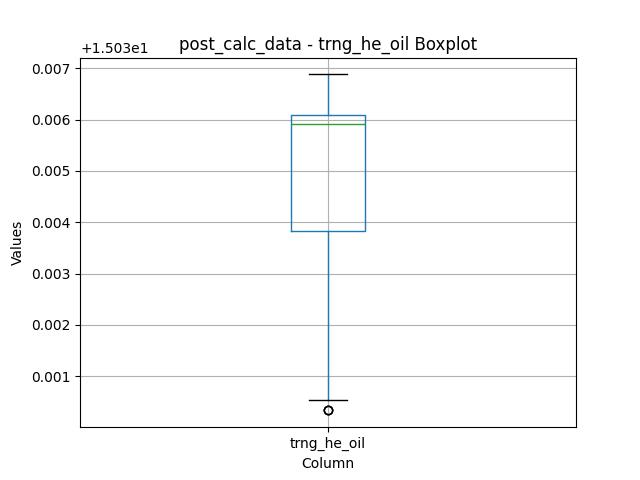 post_calc_data - trng_he_oil Boxplot
+1.503e1
0.007
0.006
0.005
0.004
0.003
0.002
0.001
Values
trng_he_oil
Column